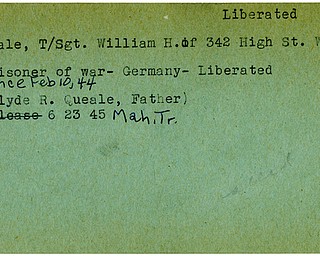 Liberated
ale, T/Sgt. William H. of 342 High St. W
isoner of war- Germany- Liberated
nce Feb 10, 44
lyde R. Queale, Father)
lease 6 23 45 Mah. Tr.